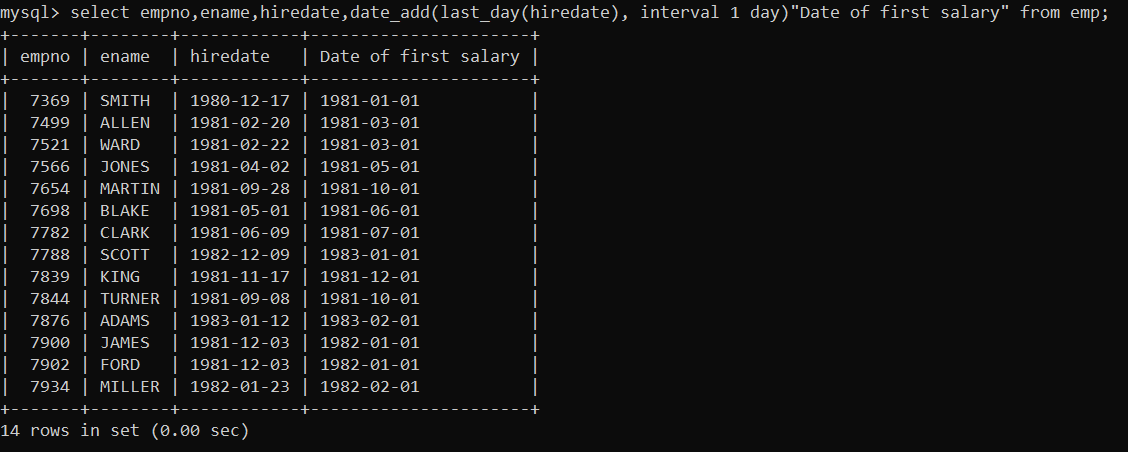 mysql> select empno,ename,hiredate,date_add(last_day(hiredate), interval 1 day)"Date of first salary" from emp;
+-------+--------+------------+----------------------+
| empno | ename  | hiredate   | Date of first salary |
+-------+--------+------------+----------------------+
|  7369 | SMITH  | 1980-12-17 | 1981-01-01           |
|  7499 | ALLEN  | 1981-02-20 | 1981-03-01           |
|  7521 | WARD   | 1981-02-22 | 1981-03-01           |
|  7566 | JONES  | 1981-04-02 | 1981-05-01           |
|  7654 | MARTIN | 1981-09-28 | 1981-10-01           |
|  7698 | BLAKE  | 1981-05-01 | 1981-06-01           |
|  7782 | CLARK  | 1981-06-09 | 1981-07-01           |
|  7788 | SCOTT  | 1982-12-09 | 1983-01-01           |
|  7839 | KING   | 1981-11-17 | 1981-12-01           |
|  7844 | TURNER | 1981-09-08 | 1981-10-01           |
|  7876 | ADAMS  | 1983-01-12 | 1983-02-01           |
|  7900 | JAMES  | 1981-12-03 | 1982-01-01           |
|  7902 | FORD   | 1981-12-03 | 1982-01-01           |
|  7934 | MILLER | 1982-01-23 | 1982-02-01           |
+-------+--------+------------+----------------------+
14 rows in set (0.00 sec)